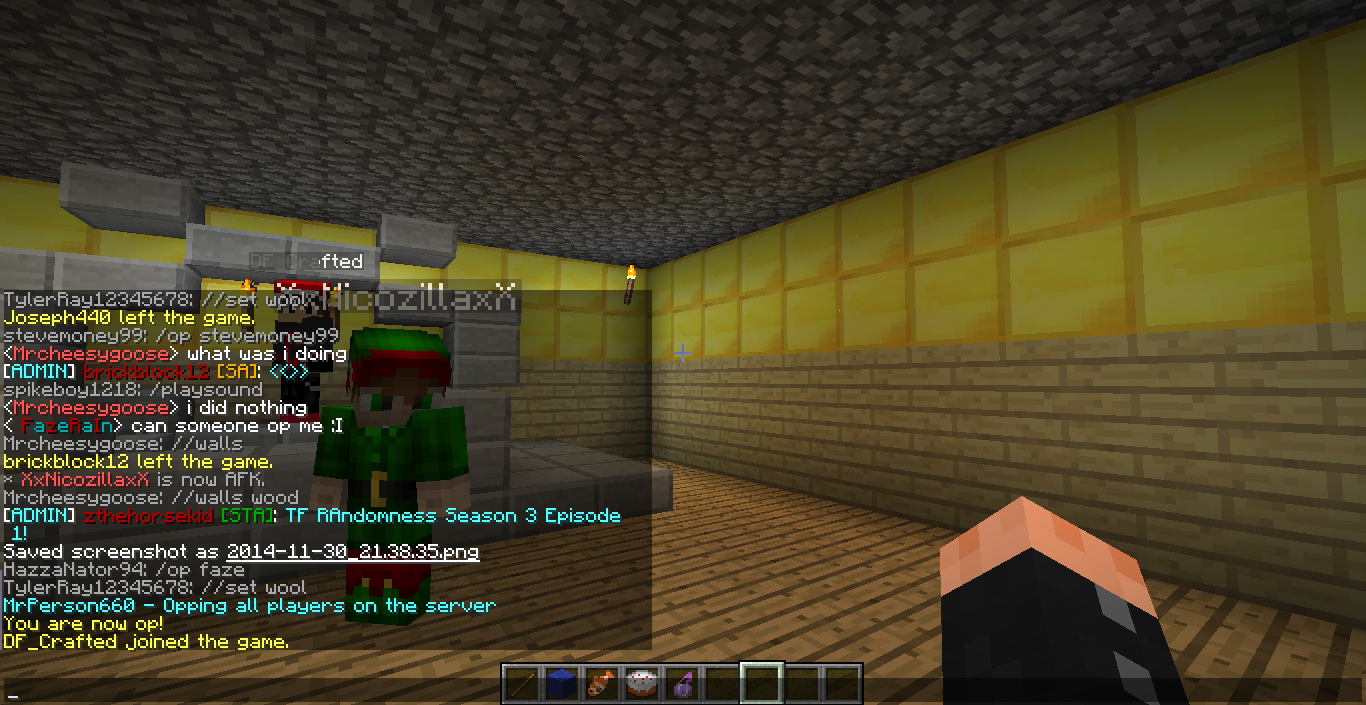 DF_Crafted
XxNicozillaxX
TylerRay12345678: //set wool
Joseph440 left the game.
stevemoney99: /op stevemoney99
<Mrcheesygoose> what was i doing
[ADMIN] brickblock12 [SA]: <<>>
spikeboy1218: /playsound
<Mrcheesygoose> i did nothing
< FazeRaIn> can someone op me :I
Mrcheesygoose: //walls
brickblock12 left the game.
* XxNicozillaxX is now AFK.
Mrcheesygoose: //walls wood
[ADMIN] zthehorsekid [STA]: TF RAndomness Season 3 Episode
1!
Saved screenshot as 2014-11-30_21.38.35.png
HazzaNator94: /op faze
TylerRay12345678: //set wool
MrPerson660 - Opping all players on the server
You are now op!
DF_Crafted joined the game.
_